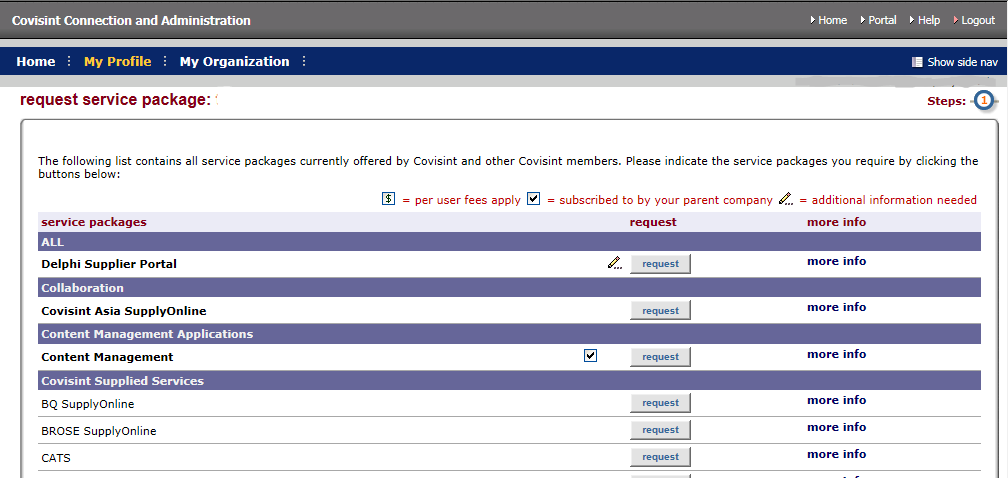 Covisint Connection and Administration
Home Portal Help Logout
Home My Profile My Organization Show side nav
request service package:
Steps: 1
The following list contains all service packages currently offered by Covisint and other Covisint members. Please indicate the service packages you require by clicking the
buttons below:
$ = per user fees apply = subscribed to by your parent company = additional information needed
service packages request more info
ALL
Delphi Supplier Portal request more info
Collaboration
Covisint Asia SupplyOnline request more info
Content Management Applications
Content Management request more info
Covisint Supplied Services
BQ SupplyOnline request more info
BROSE SupplyOnline request more info
CATS request more info